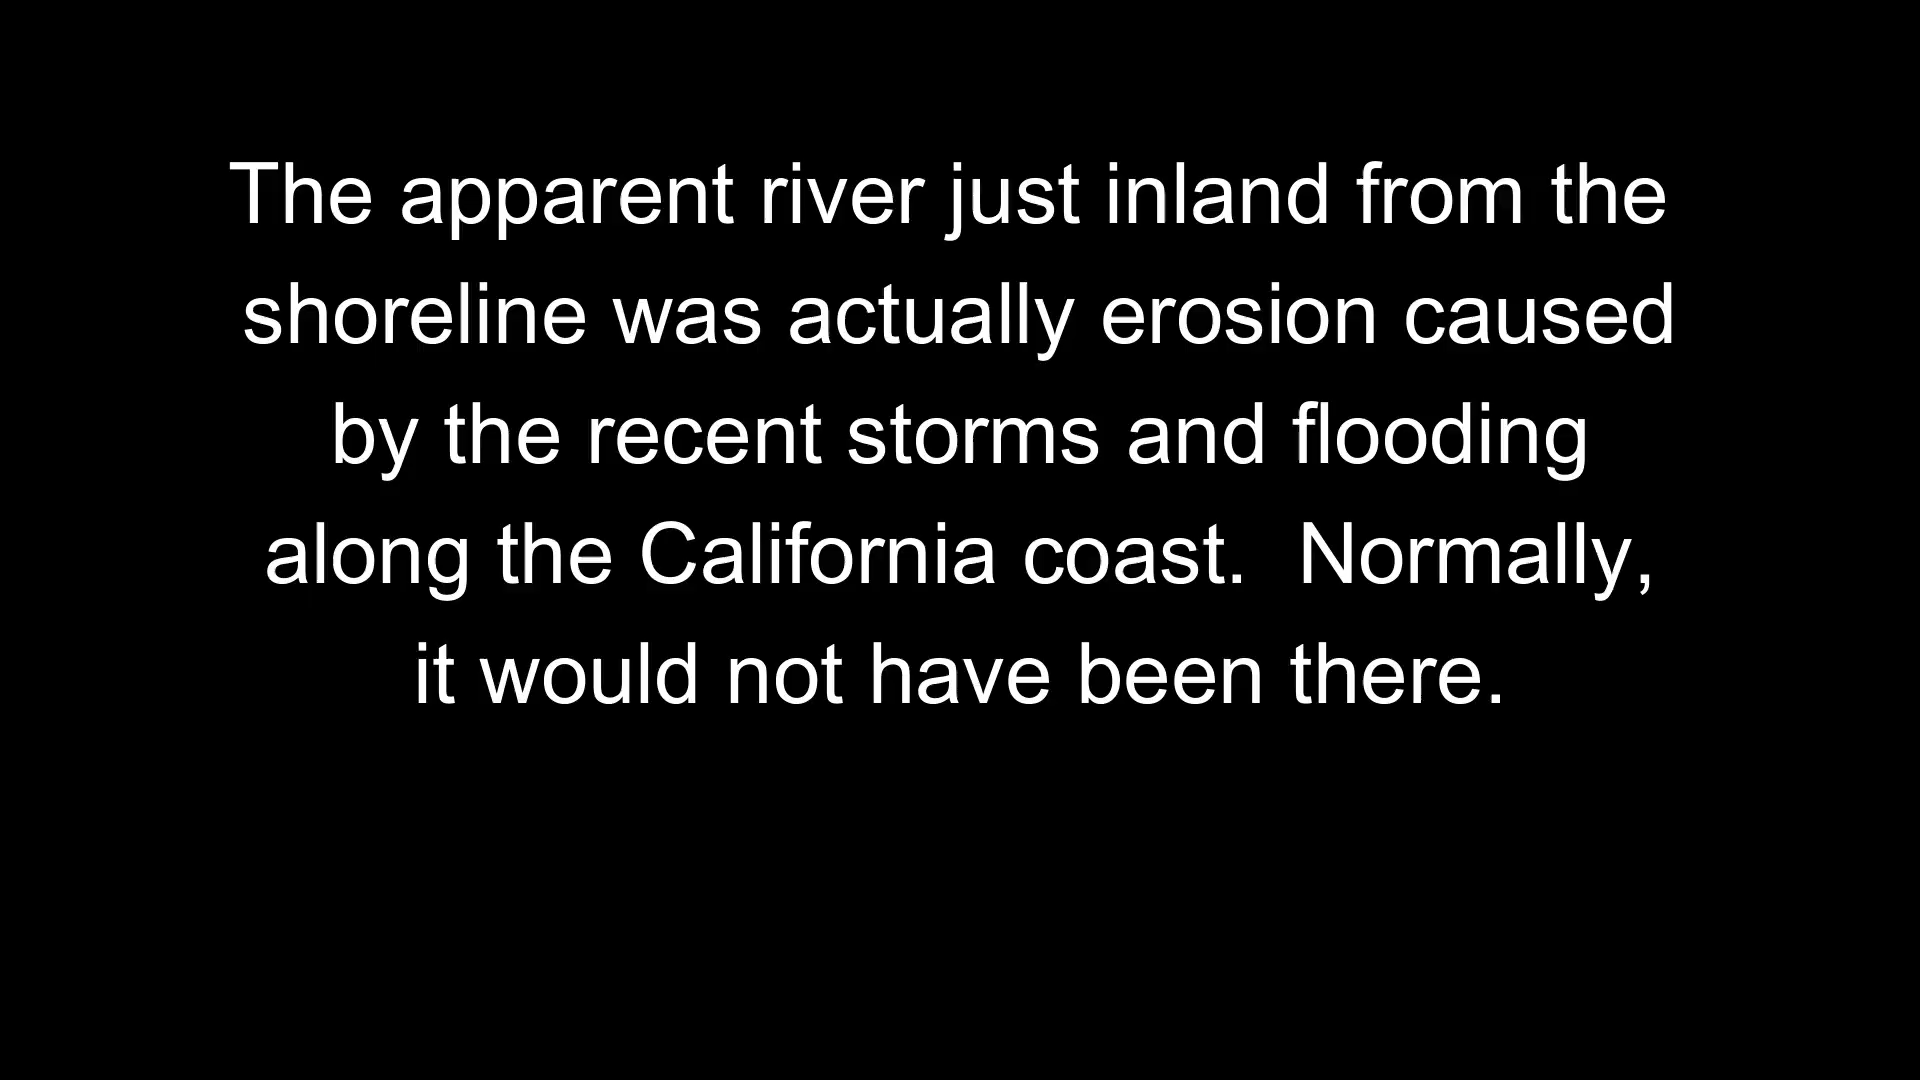 The apparent river just inland from the
shoreline was actually erosion caused
by the recent storms and flooding
along the California coast.  Normally,
it would not have been there.